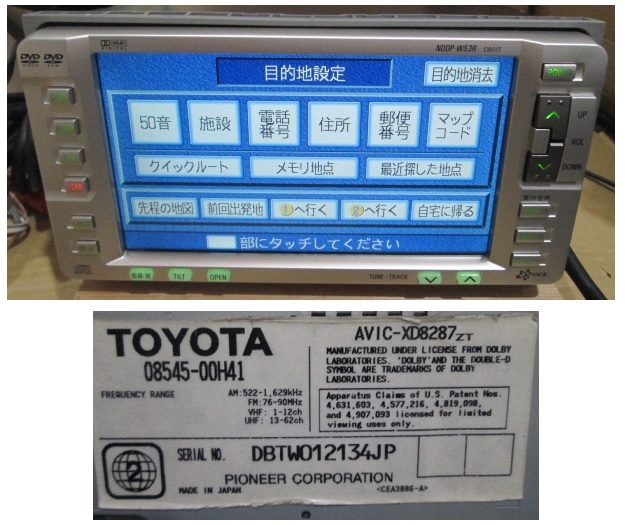 DOLBY
DIGITAL
NDDP-W53R C8017
DVD DVD
目的地設定
目的地消去
50音
施設
電話番号
住所
郵便番号
マップコード
クイックルート
メモリ地点
最近探した地点
先程の地図
前回出発地
①へ行く
②へ行く
自宅に帰る
部にタッチしてください
UP
VOL
DOWN
TILT
OPEN
TUNE·TRACK
VICS
TOYOTA
08545-00H41
FREQUENCY RANGE
AM:522-1,629kHz
FM:76-90MHz
VHF: 1-12ch
UHF: 13-62ch
AVIC-XD8287ZT
MANUFACTURED UNDER LICENSE FROM DOLBY
LABORATORIES. 'DOLBY'AND THE DOUBLE-D
SYMBOL ARE TRADEMARKS OF DOLBY
LABORATORIES.
Apparatus Claims of U.S. Patent Nos.
4,631,603, 4,577,216, 4,819,098,
and 4,907,093 licensed for limited
viewing uses only.
2
SERIAL NO. DBTW012134JP
PIONEER CORPORATION
MADE IN JAPAN
<CEA3886-A>